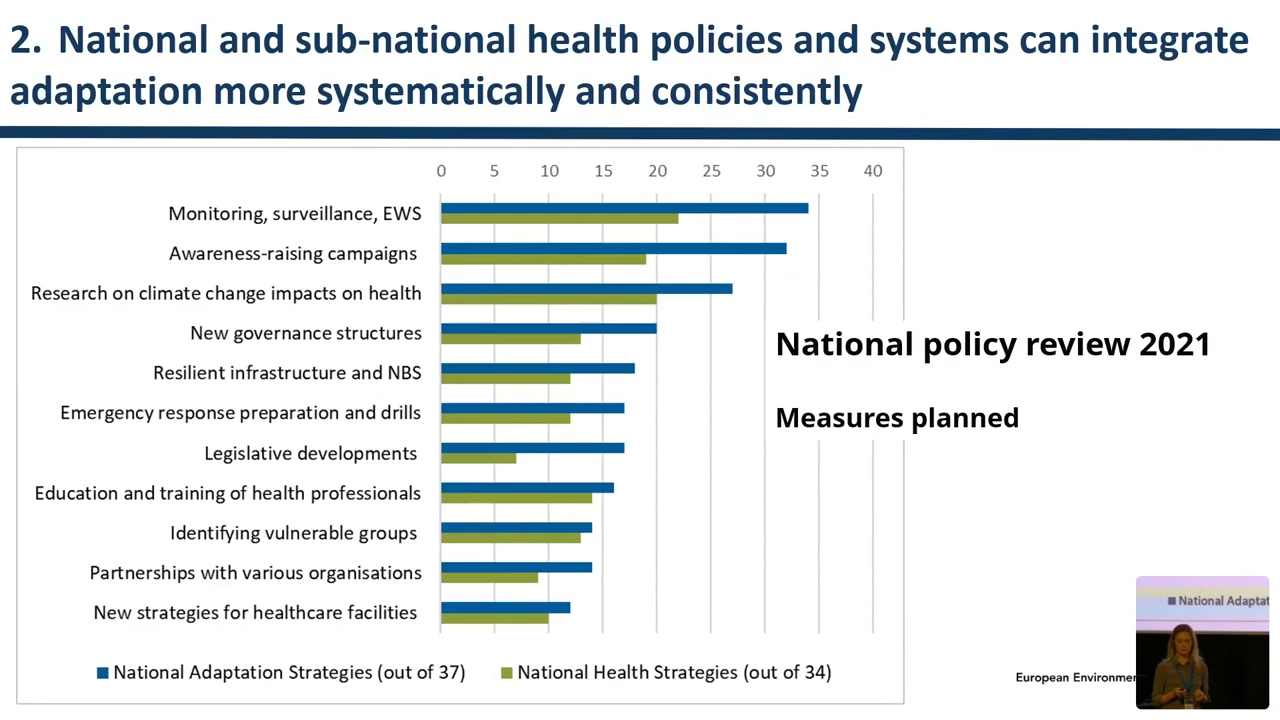 2. National and sub-national health policies and systems can integrate
adaptation more systematically and consistently
0 5 10 15 20 25 30 35 40
Monitoring, surveillance, EWS
Awareness-raising campaigns
Research on climate change impacts on health
New governance structures
Resilient infrastructure and NBS
Emergency response preparation and drills
Legislative developments
Education and training of health professionals
Identifying vulnerable groups
Partnerships with various organisations
New strategies for healthcare facilities
National Adaptation Strategies (out of 37) National Health Strategies (out of 34)
National policy review 2021
Measures planned
National Adaptat
European Environme